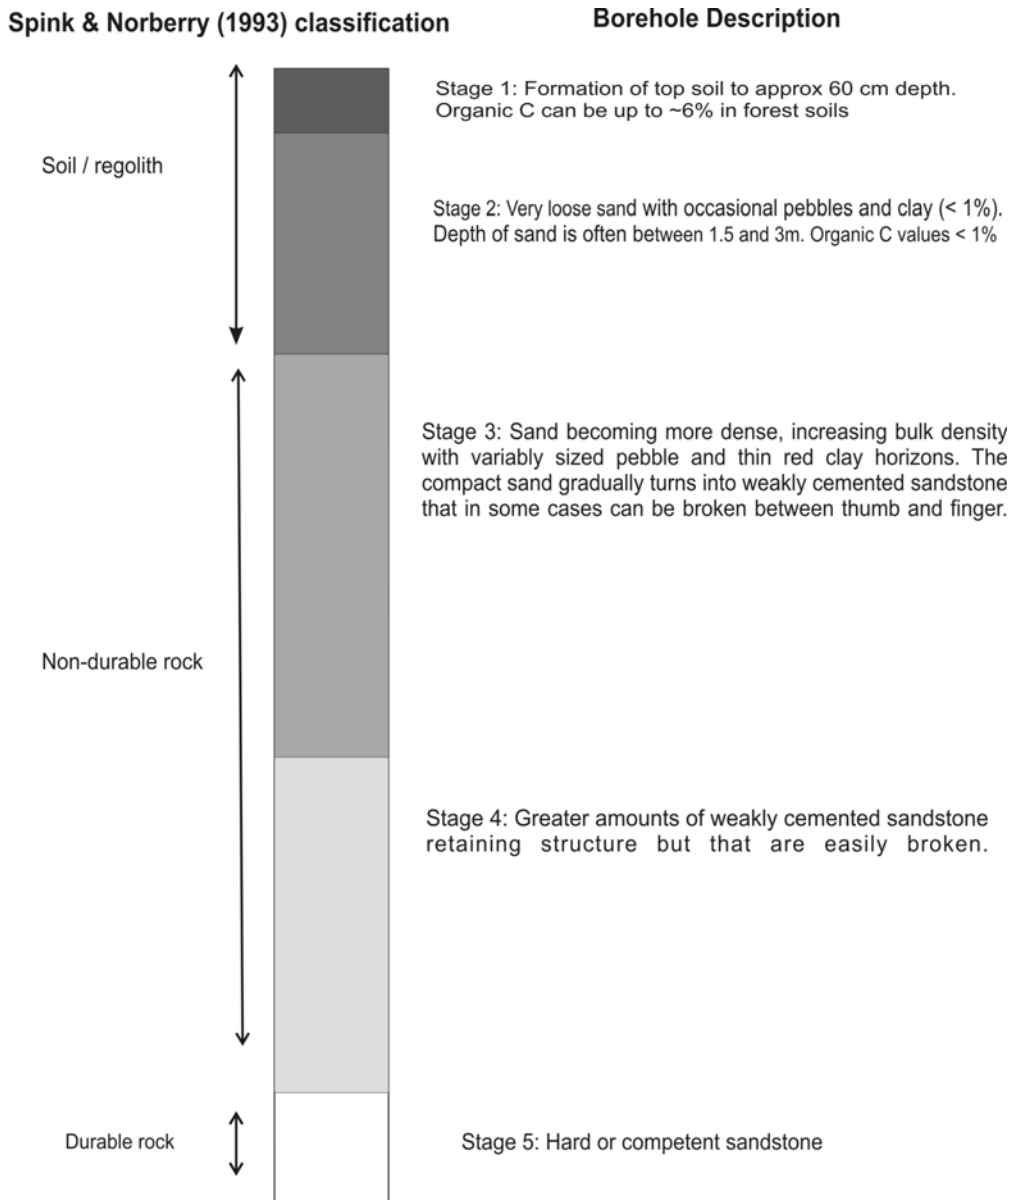 Spink & Norberry (1993) classification
Borehole Description
Stage 1: Formation of top soil to approx 60 cm depth.
Organic C can be up to ~6% in forest soils
Soil / regolith
Stage 2: Very loose sand with occasional pebbles and clay (< 1%).
Depth of sand is often between 1.5 and 3m. Organic C values < 1%
Stage 3: Sand becoming more dense, increasing bulk density
with variably sized pebble and thin red clay horizons. The
compact sand gradually turns into weakly cemented sandstone
that in some cases can be broken between thumb and finger.
Non-durable rock
Stage 4: Greater amounts of weakly cemented sandstone
retaining structure but that are easily broken.
Durable rock
Stage 5: Hard or competent sandstone